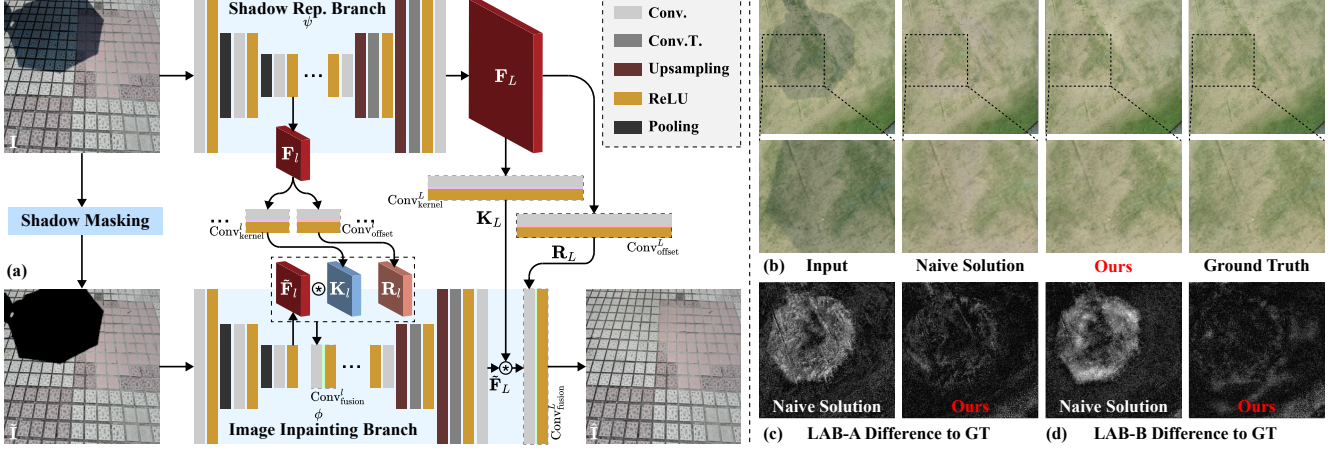 Shadow Rep. Branch
ψ
I
F_l
F_L
Conv.
Conv.T.
Upsampling
ReLU
Pooling
Shadow Masking
...
Conv^l_kernel
Conv^l_offset
...
Conv^L_kernel
K_L
Conv^L_offset
R_L
(a)
F̃_l ⊛ K_l R_l
Conv^l_fusion
ϕ
Image Inpainting Branch
F̃_L
Conv^L_fusion
Ĩ
Î
(b) Input Naive Solution Ours Ground Truth
Naive Solution Ours Naive Solution Ours
(c) LAB-A Difference to GT (d) LAB-B Difference to GT